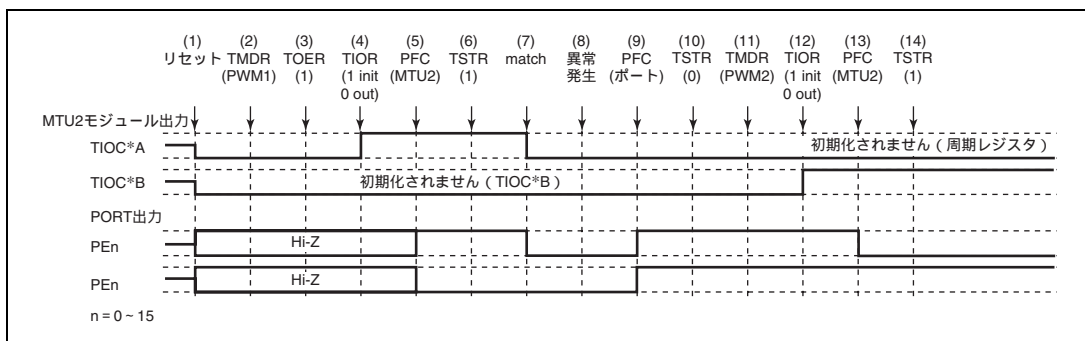 (1) (2) (3) (4) (5) (6) (7) (8) (9) (10) (11) (12) (13) (14)
リセット TMDR TOER TIOR PFC TSTR match 異常 PFC TSTR TMDR TIOR PFC TSTR
(PWM1) (1) (1 init (MTU2) (1) 発生 (ポート) (0) (PWM2) (1 init (MTU2) (1)
0 out) 0 out)
MTU2モジュール出力
TIOC*A 初期化されません(周期レジスタ)
TIOC*B 初期化されません(TIOC*B)
PORT出力
PEn Hi-Z
PEn Hi-Z
n = 0 ~ 15